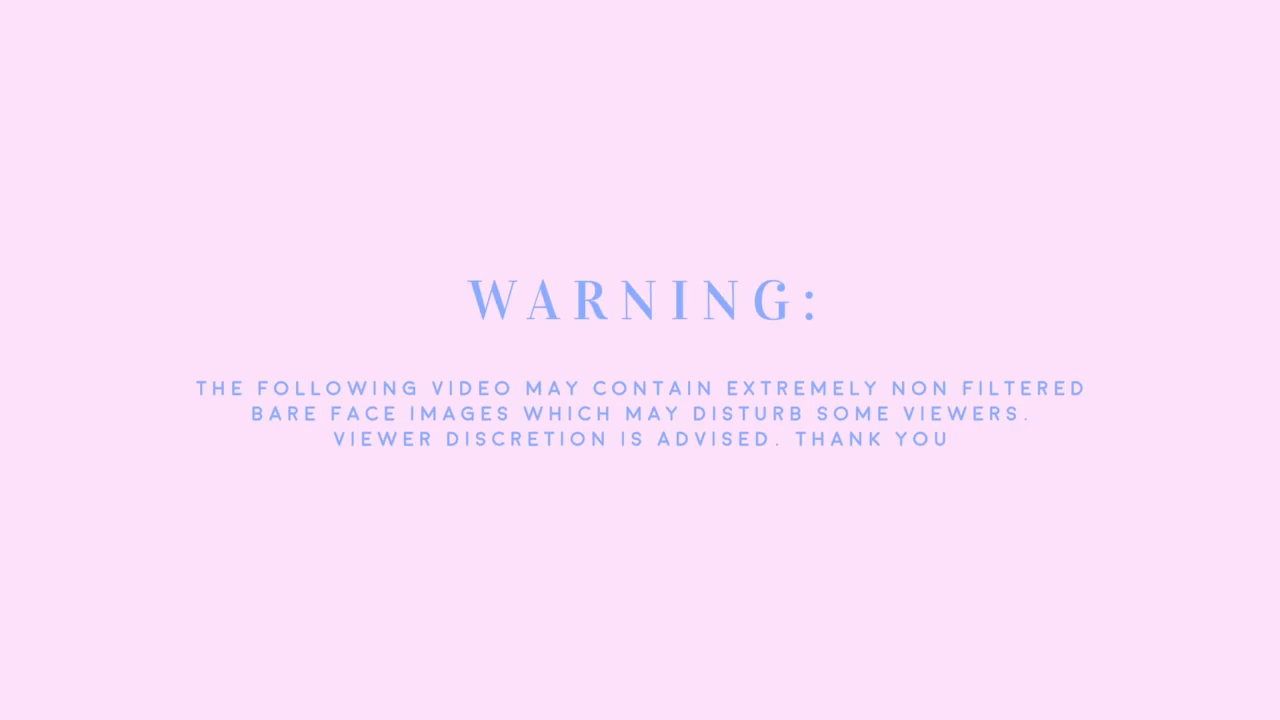 WARNING:
THE FOLLOWING VIDEO MAY CONTAIN EXTREMELY NON FILTERED
BARE FACE IMAGES WHICH MAY DISTURB SOME VIEWERS.
VIEWER DISCRETION IS ADVISED. THANK YOU